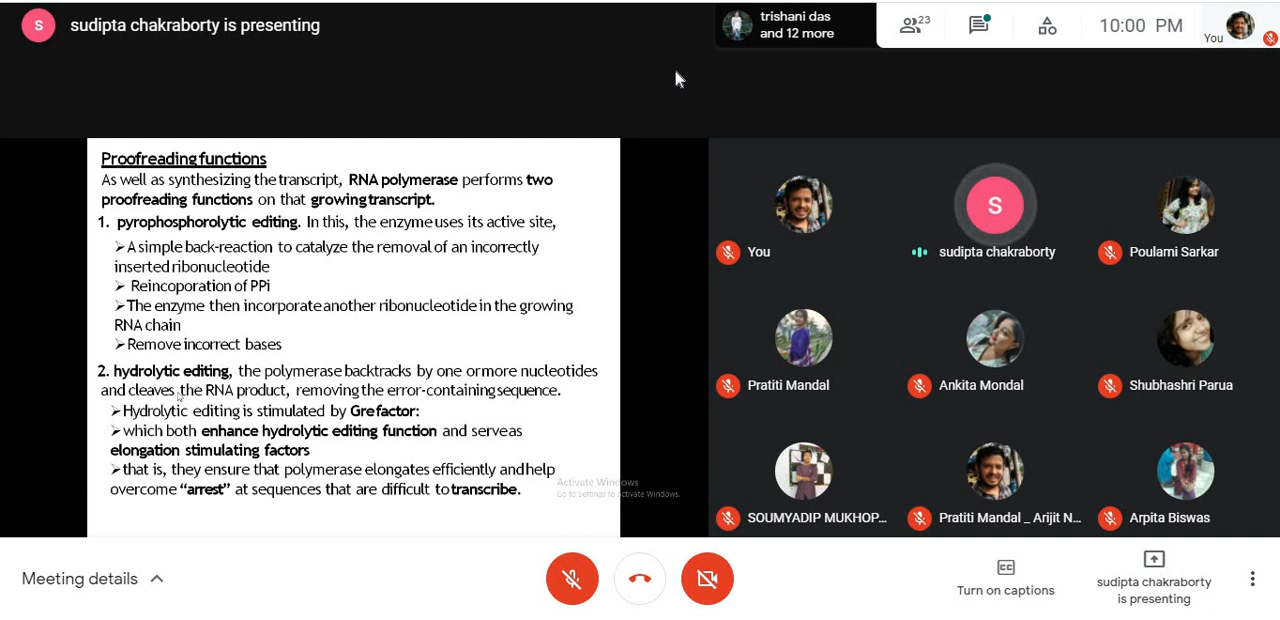 sudipta chakraborty is presenting
trishani das
and 12 more
23
10:00 PM
You
S
Proofreading functions
As well as synthesizing the transcript, RNA polymerase performs two
proofreading functions on that growing transcript.
1. pyrophosphorolytic editing. In this, the enzyme uses its active site,
➢A simple back-reaction to catalyze the removal of an incorrectly
inserted ribonucleotide
➢ Reincoporation of PPi
➢The enzyme then incorporate another ribonucleotide in the growing
RNA chain
➢Remove incorrect bases
2. hydrolytic editing, the polymerase backtracks by one or more nucleotides
and cleaves the RNA product, removing the error-containing sequence.
➢Hydrolytic editing is stimulated by Gre factor:
➢which both enhance hydrolytic editing function and serve as
elongation stimulating factors
➢that is, they ensure that polymerase elongates efficiently and help
overcome “arrest” at sequences that are difficult to transcribe.
Activate Windows
Go to Settings to activate Windows.
S
You
sudipta chakraborty
Poulami Sarkar
Pratiti Mandal
Ankita Mondal
Shubhashri Parua
SOUMYADIP MUKHOP...
Pratiti Mandal _ Arijit N...
Arpita Biswas
Meeting details
CC
Turn on captions
sudipta chakraborty
is presenting